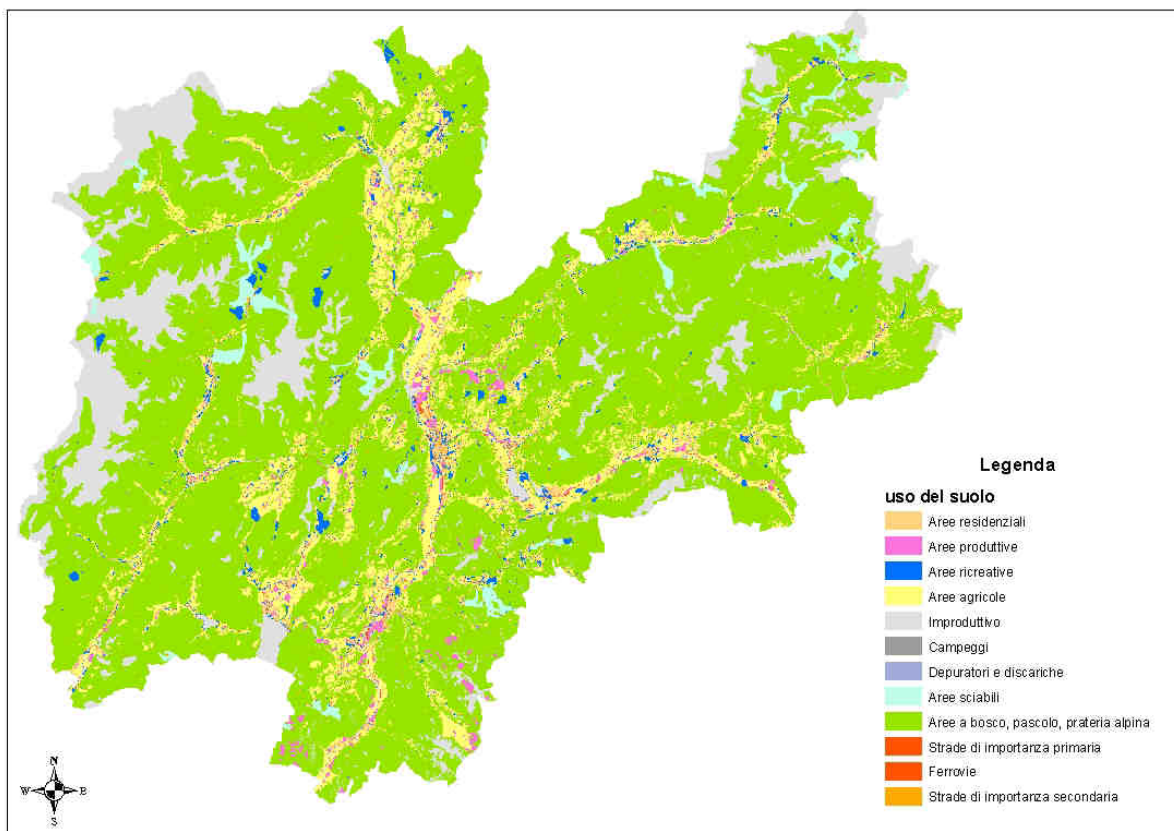 Legenda
uso del suolo
Aree residenziali
Aree produttive
Aree ricreative
Aree agricole
Improduttivo
Campeggi
Depuratori e discariche
Aree sciabili
Aree a bosco, pascolo, prateria alpina
Strade di importanza primaria
Ferrovie
Strade di importanza secondaria
N
W E
S